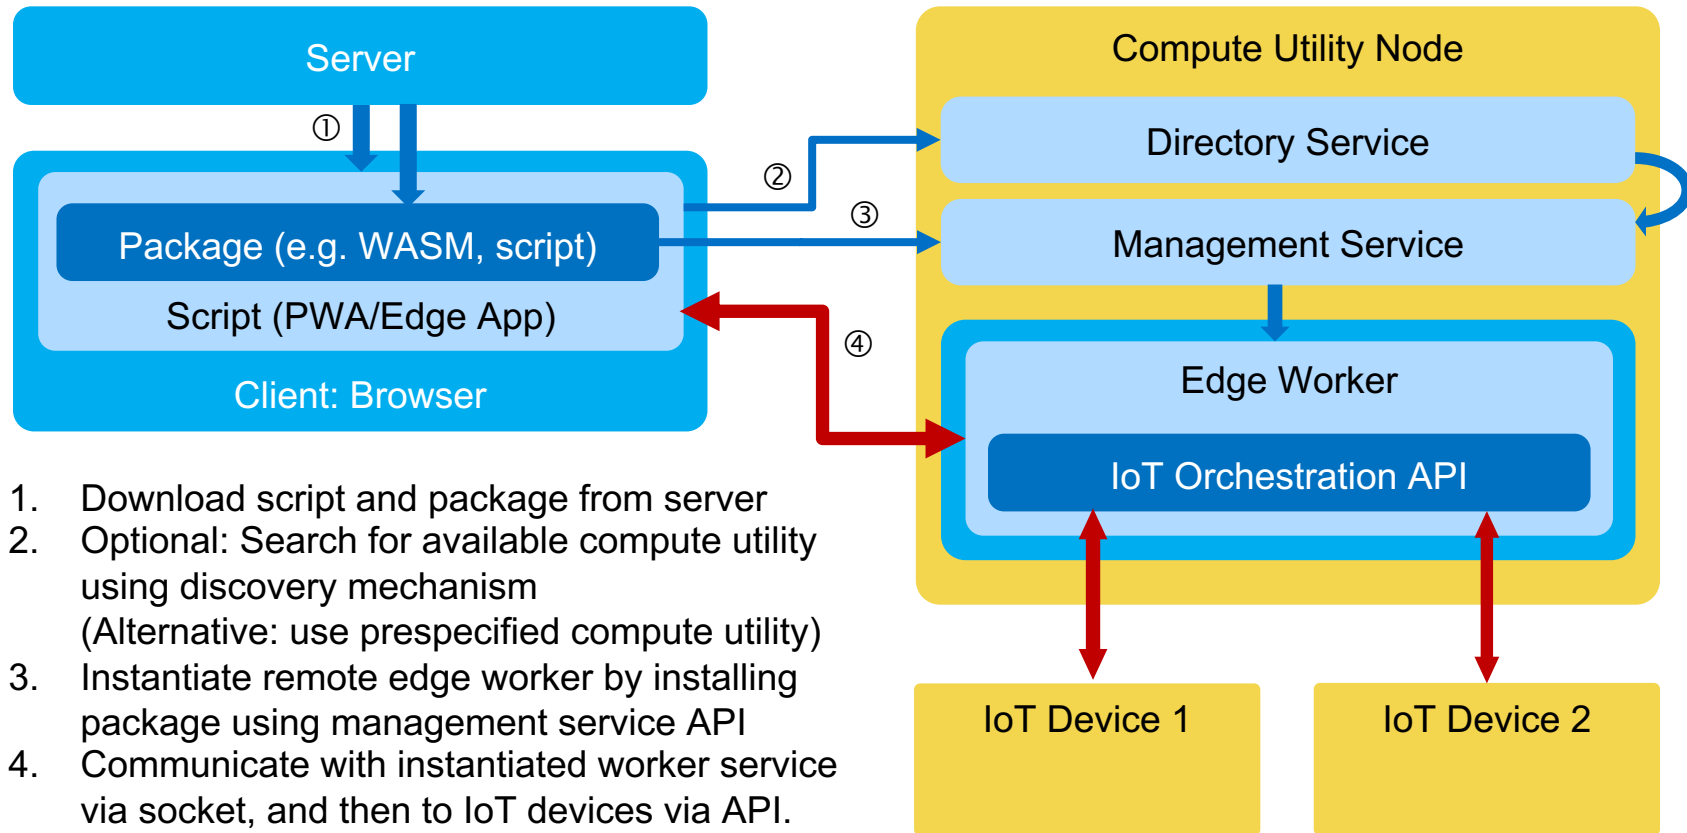 Server
①
Package (e.g. WASM, script)
Script (PWA/Edge App)
Client: Browser
②
③
④
Compute Utility Node
Directory Service
Management Service
Edge Worker
IoT Orchestration API
IoT Device 1
IoT Device 2
1. Download script and package from server
2. Optional: Search for available compute utility
using discovery mechanism
(Alternative: use prespecified compute utility)
3. Instantiate remote edge worker by installing
package using management service API
4. Communicate with instantiated worker service
via socket, and then to IoT devices via API.